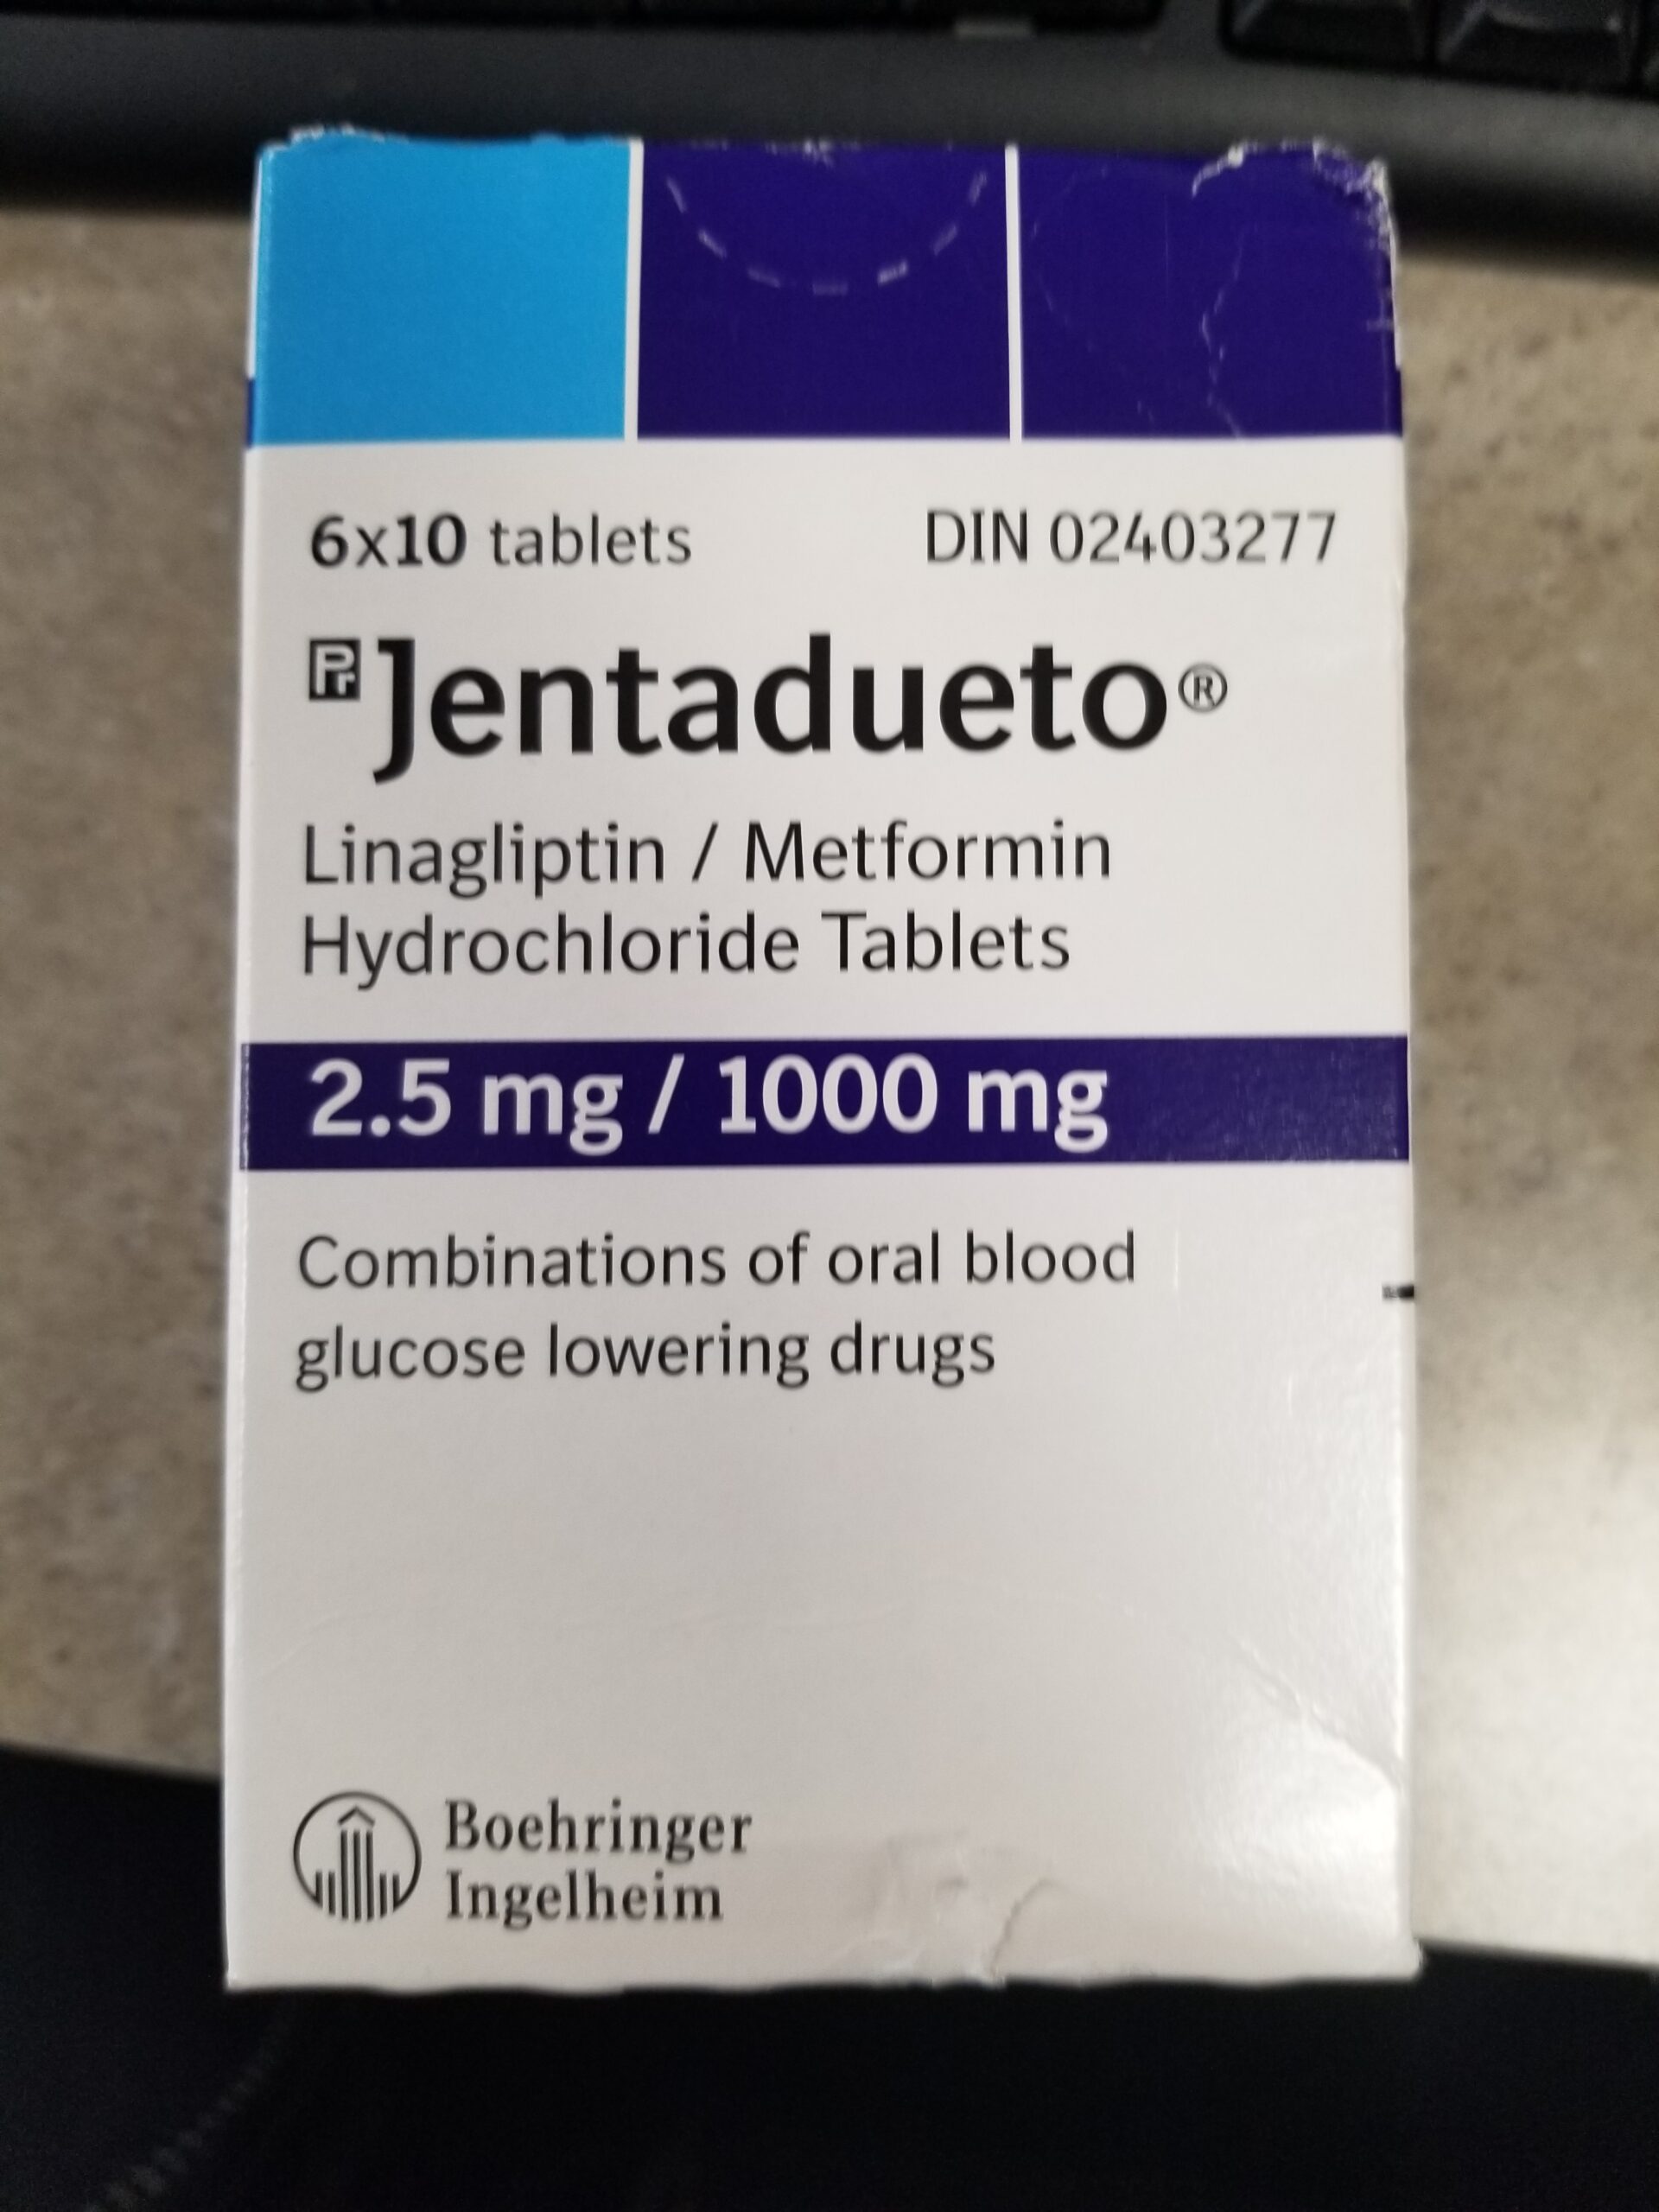 6x10 tablets DIN 02403277
Pr Jentadueto®
Linagliptin / Metformin
Hydrochloride Tablets
2.5 mg / 1000 mg
Combinations of oral blood
glucose lowering drugs
Boehringer
Ingelheim